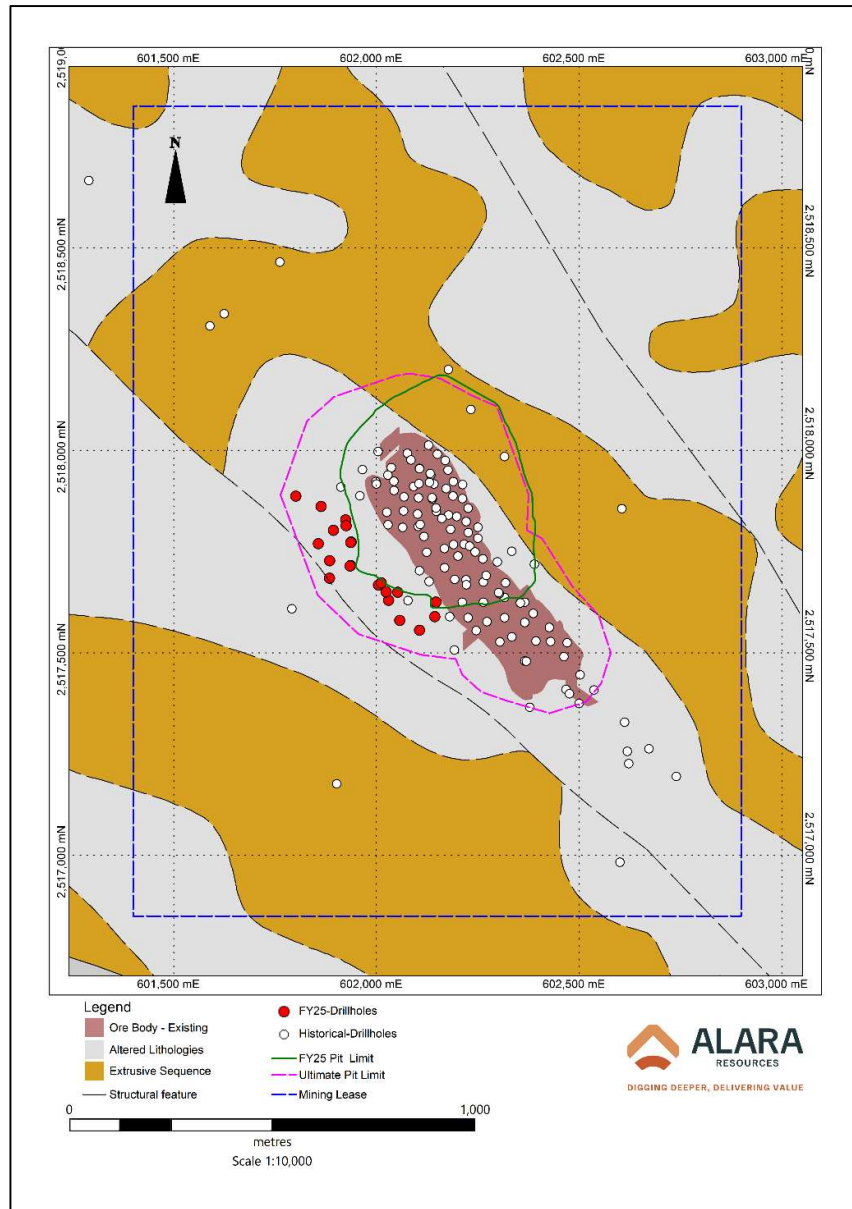 601,500 mE 602,000 mE 602,500 mE 603,000 mE
N
2,518,500 mN 2,518,500 mN
2,518,000 mN 2,518,000 mN
2,517,500 mN 2,517,500 mN
2,517,000 mN 2,517,000 mN
601,500 mE 602,000 mE 602,500 mE 603,000 mE
Legend
Ore Body - Existing
Altered Lithologies
Extrusive Sequence
Structural feature
FY25-Drillholes
Historical-Drillholes
FY25 Pit Limit
Ultimate Pit Limit
Mining Lease
0 1,000
metres
Scale 1:10,000
ALARA
RESOURCES
DIGGING DEEPER, DELIVERING VALUE